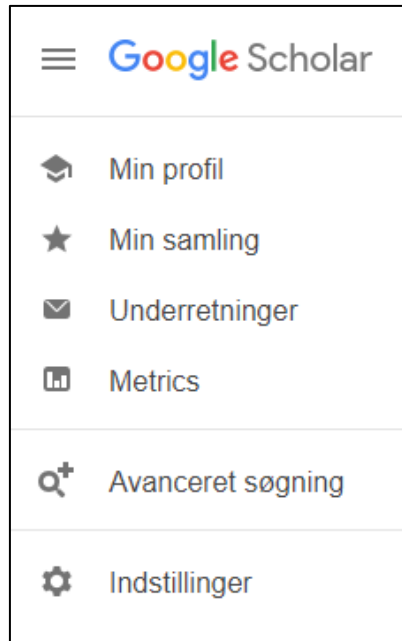 Google Scholar
Min profil
Min samling
Underretninger
Metrics
Avanceret søgning
Indstillinger